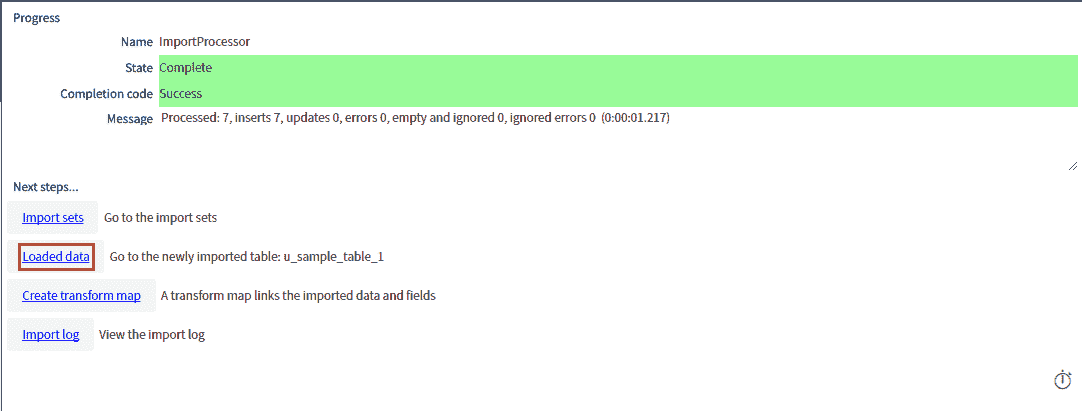 Progress
Name ImportProcessor
State Complete
Completion code Success
Message Processed: 7, inserts 7, updates 0, errors 0, empty and ignored 0, ignored errors 0 (0:00:01.217)
Next steps...
Import sets Go to the import sets
Loaded data Go to the newly imported table: u_sample_table_1
Create transform map A transform map links the imported data and fields
Import log View the import log